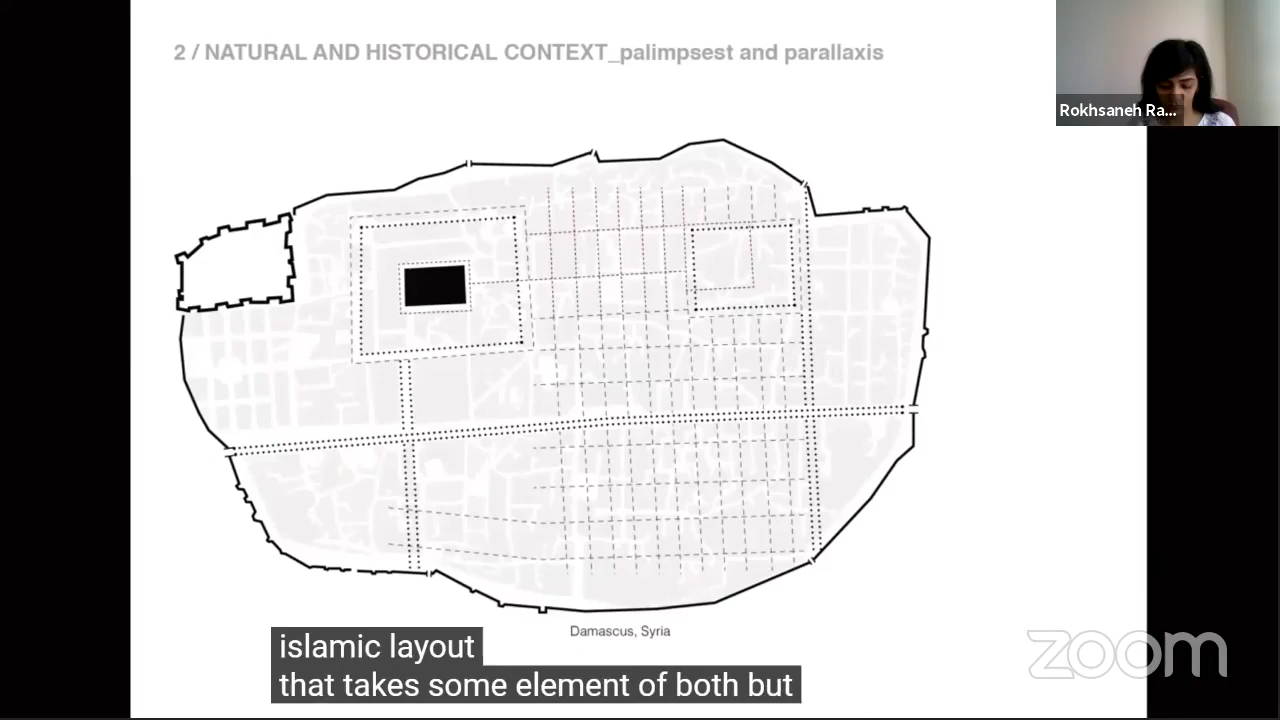 2 / NATURAL AND HISTORICAL CONTEXT_palimpsest and parallaxis
Rokhsaneh Ra...
Damascus, Syria
islamic layout
that takes some element of both but
zoom